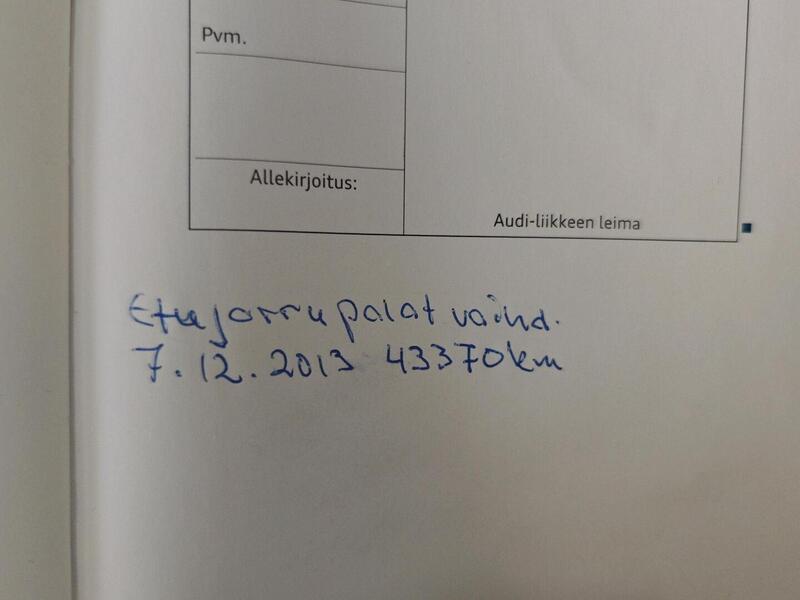 Pvm.
Allekirjoitus:
Audi-liikkeen leima
Etujarrupalat vaihd.
7.12.2013 43370km